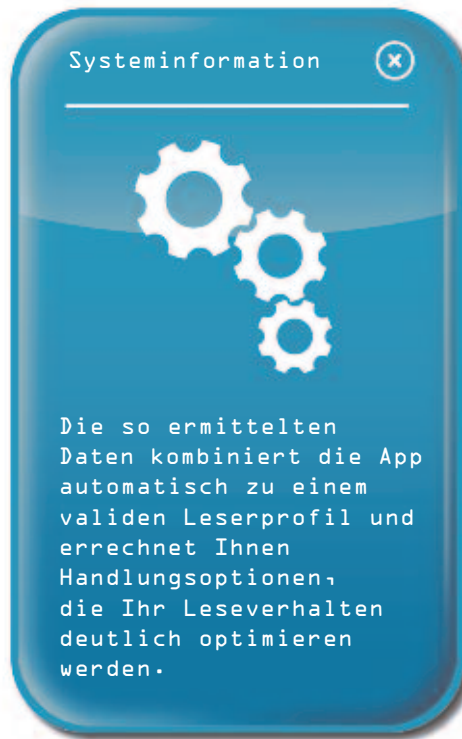 Systeminformation
Die so ermittelten
Daten kombiniert die App
automatisch zu einem
validen Leserprofil und
errechnet Ihnen
Handlungsoptionen,
die Ihr Leseverhalten
deutlich optimieren
werden.